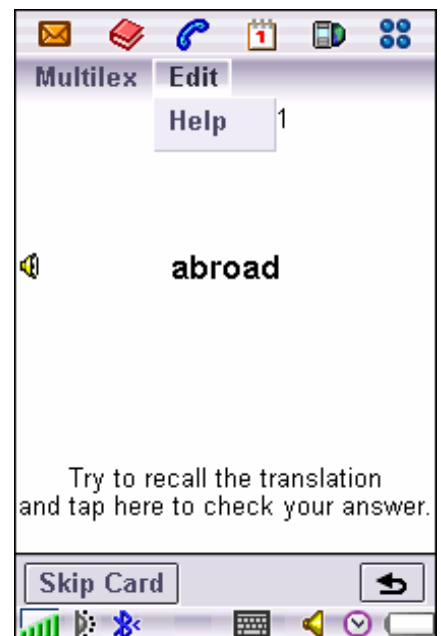 1
Multilex Edit
Help 1
abroad
Try to recall the translation
and tap here to check your answer.
Skip Card